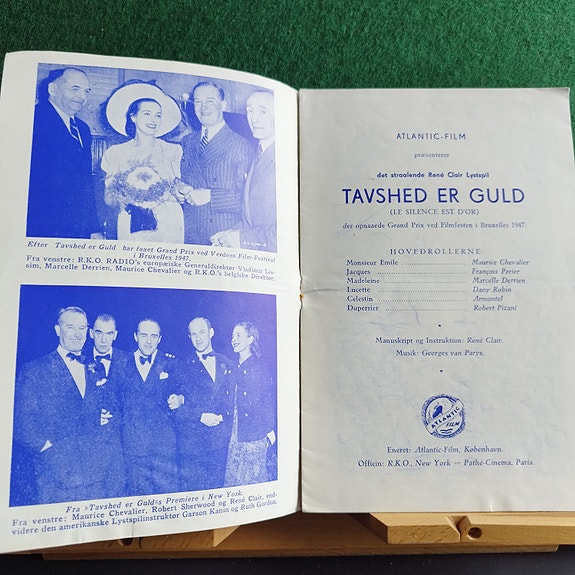 Efter Tavshed er Guld har faaet Grand Prix ved Verdens Film-Festival
i Bruxelles 1947.
Fra venstre: R.K.O. RADIO's europæiske Generaldirektør Vladimir Lis-
sim, Marcelle Derrien, Maurice Chevalier og R.K.O.'s belgiske Direktør.
Fra »Tavshed er Guld«s Premiere i New York.
Fra venstre: Maurice Chevalier, Robert Sherwood og René Clair, end-
videre den amerikanske Lystspilinstruktør Garson Kanin og Ruth Gordon.
ATLANTIC-FILM
præsenterer
det straalende René Clair Lystspil
TAVSHED ER GULD
(LE SILENCE EST D'OR)
der opnaaede Grand Prix ved Filmfesten i Bruxelles 1947.
HOVEDROLLERNE:
Monsieur Emile Maurice Chevalier
Jacques François Perier
Madeleine Marcelle Derrien
Lucette Dany Robin
Celestin Armontel
Duperrier Robert Pizani
Manuskript og Instruktion: René Clair.
Musik: Georges van Parys.
ATLANTIC
FILM
Eneret: Atlantic-Film, København.
Officin: R.K.O., New York — Pathé-Cinema, Paris.